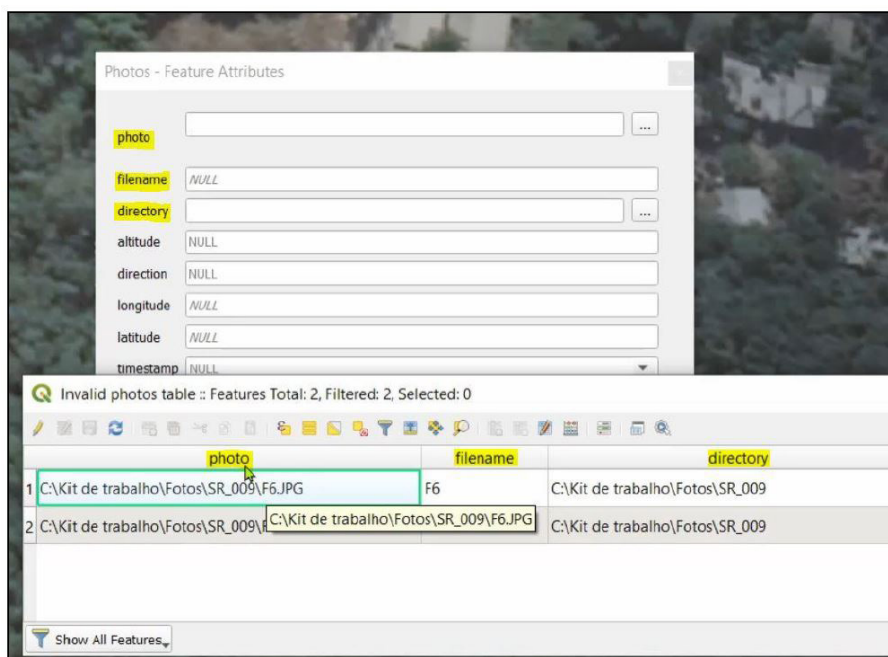 Photos - Feature Attributes
photo
...
filename NULL
directory
...
altitude NULL
direction NULL
longitude NULL
latitude NULL
timestamp NULL
Invalid photos table :: Features Total: 2, Filtered: 2, Selected: 0
photo filename directory
1 C:\Kit de trabalho\Fotos\SR_009\F6.JPG F6 C:\Kit de trabalho\Fotos\SR_009
C:\Kit de trabalho\Fotos\SR_009\F6.JPG
2 C:\Kit de trabalho\Fotos\SR_009\ C:\Kit de trabalho\Fotos\SR_009
Show All Features